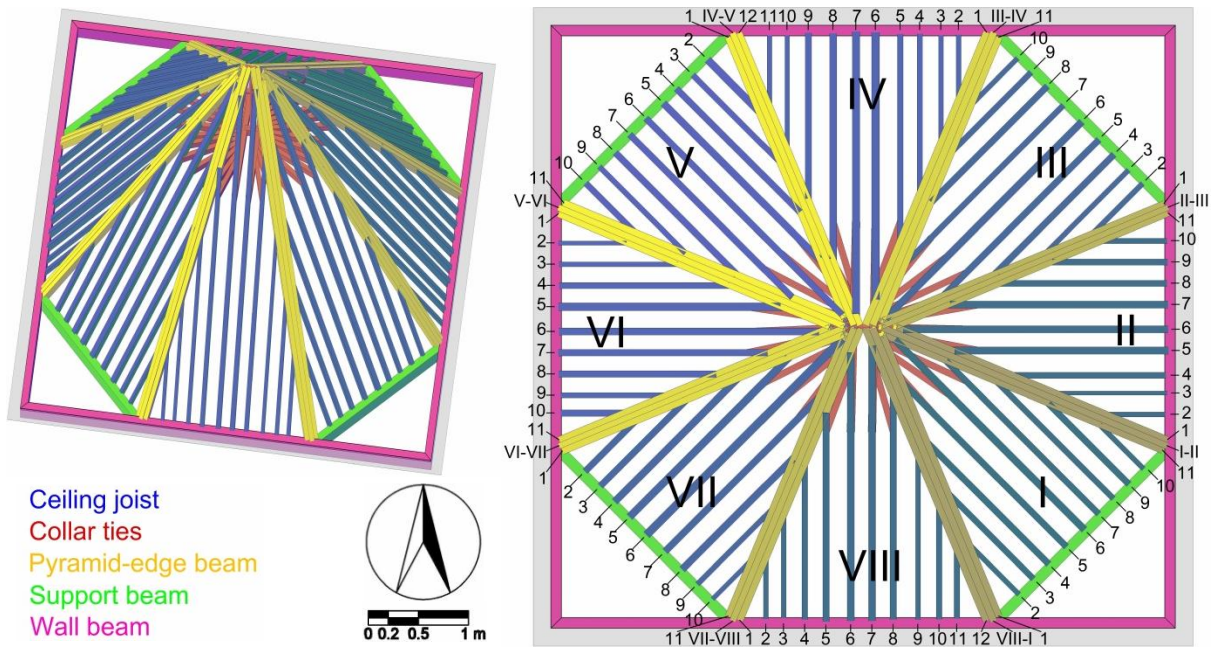 1 IV-V 12 11 10 9 8 7 6 5 4 3 2 1 III-IV 11
2 10
3 9
4 8
5 7
6 6
7 5
8 4
9 3
10 2
11 1
V-VI II-III
1 11
2 10
3 9
4 8
5 7
6 6
7 5
8 4
9 3
10 2
11 1
VI-VII I-II
1 11
2 10
3 9
4 8
5 7
6 6
7 5
8 4
9 3
10 2
11 VII-VIII 1 2 3 4 5 6 7 8 9 10 11 12 VIII-I 1
IV
V
III
VI
II
VII
I
VIII
Ceiling joist
Collar ties
Pyramid-edge beam
Support beam
Wall beam
0 0.2 0.5 1 m